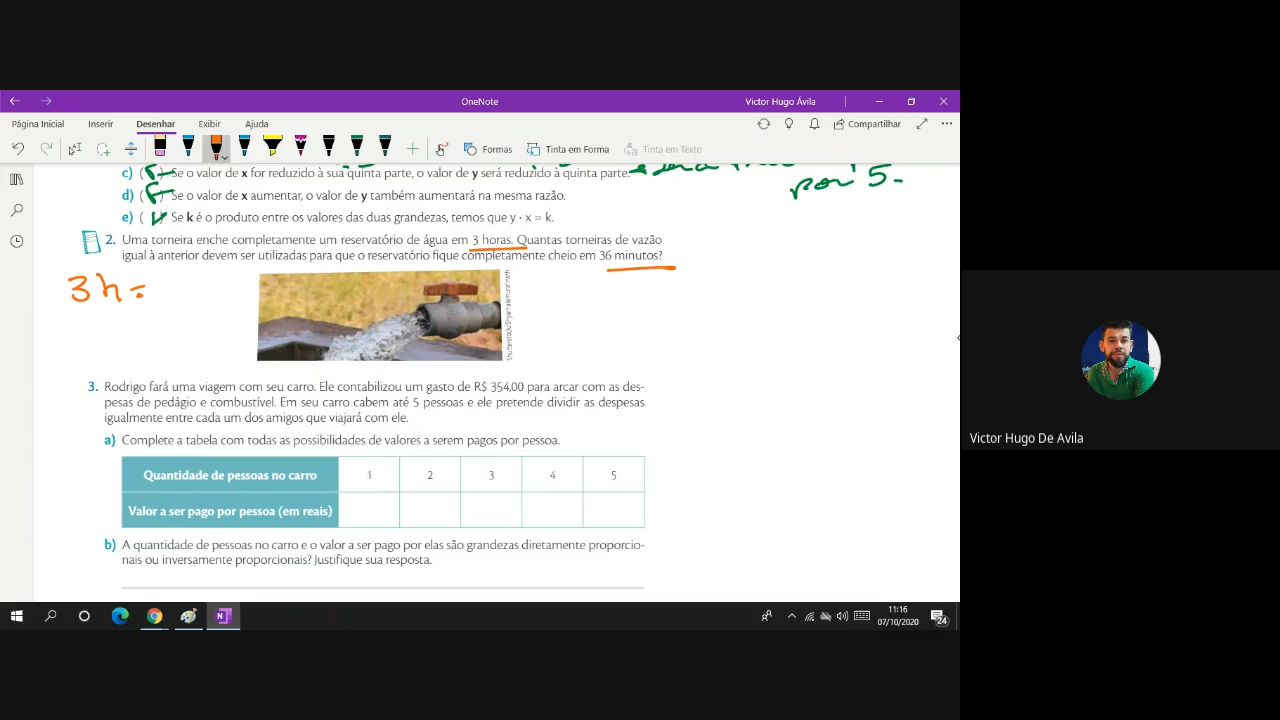 OneNote
Victor Hugo Ávila
Página Inicial Inserir Desenhar Exibir Ajuda
Compartilhar
Formas Tinta em Forma Tinta em Texto
c) (F) Se o valor de x for reduzido à sua quinta parte, o valor de y será reduzido à quinta parte.
por 5.
d) (F) Se o valor de x aumentar, o valor de y também aumentará na mesma razão.
e) (V) Se k é o produto entre os valores das duas grandezas, temos que y · x = k.
2. Uma torneira enche completamente um reservatório de água em 3 horas. Quantas torneiras de vazão
igual à anterior devem ser utilizadas para que o reservatório fique completamente cheio em 36 minutos?
3h =
Shutterstock/Shyamalamuralinath
3. Rodrigo fará uma viagem com seu carro. Ele contabilizou um gasto de R$ 354,00 para arcar com as des-
pesas de pedágio e combustível. Em seu carro cabem até 5 pessoas e ele pretende dividir as despesas
igualmente entre cada um dos amigos que viajará com ele.
a) Complete a tabela com todas as possibilidades de valores a serem pagos por pessoa.
Quantidade de pessoas no carro 1 2 3 4 5
Valor a ser pago por pessoa (em reais)
b) A quantidade de pessoas no carro e o valor a ser pago por elas são grandezas diretamente proporcio-
nais ou inversamente proporcionais? Justifique sua resposta.
Victor Hugo De Avila
11:16
07/10/2020
24